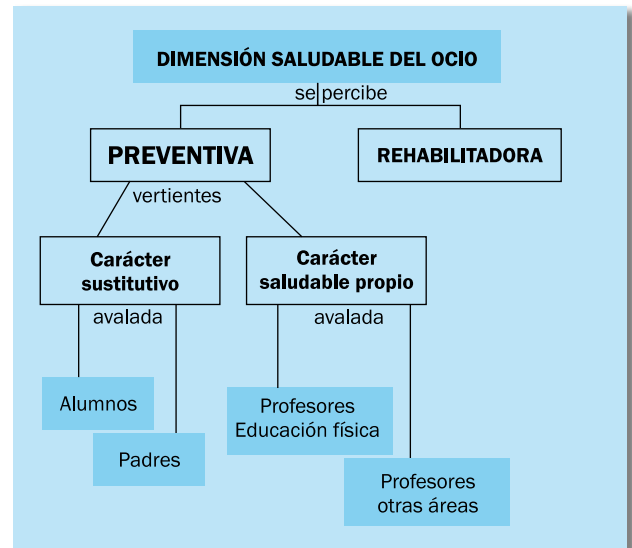 DIMENSIÓN SALUDABLE DEL OCIO
se percibe
PREVENTIVA
REHABILITADORA
vertientes
Carácter
sustitutivo
Carácter
saludable propio
avalada
avalada
Alumnos
Padres
Profesores
Educación física
Profesores
otras áreas